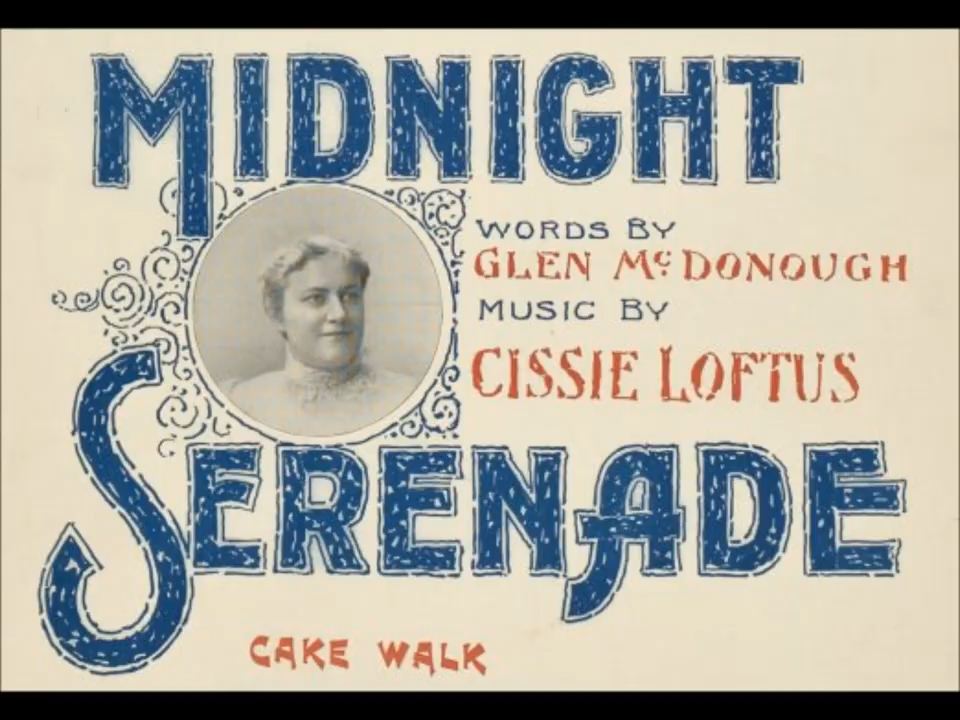 MIDNIGHT
WORDS BY
GLEN McDONOUGH
MUSIC BY
CISSIE LOFTUS
SERENADE
CAKE WALK